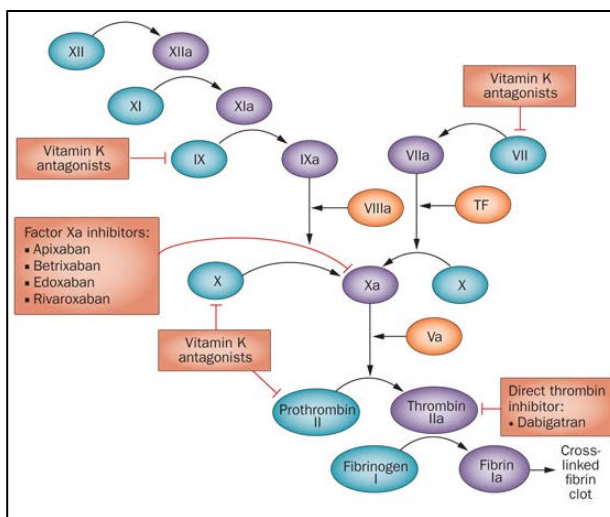 XII
XIIa
XI
XIa
Vitamin K
antagonists
Vitamin K
antagonists
IX
IXa
VIIa
VII
VIIIa
TF
Factor Xa inhibitors:
▪ Apixaban
▪ Betrixaban
▪ Edoxaban
▪ Rivaroxaban
X
Xa
X
Vitamin K
antagonists
Va
Prothrombin
II
Thrombin
IIa
Direct thrombin
inhibitor:
• Dabigatran
Fibrinogen
I
Fibrin
Ia
Cross-
linked
fibrin
clot